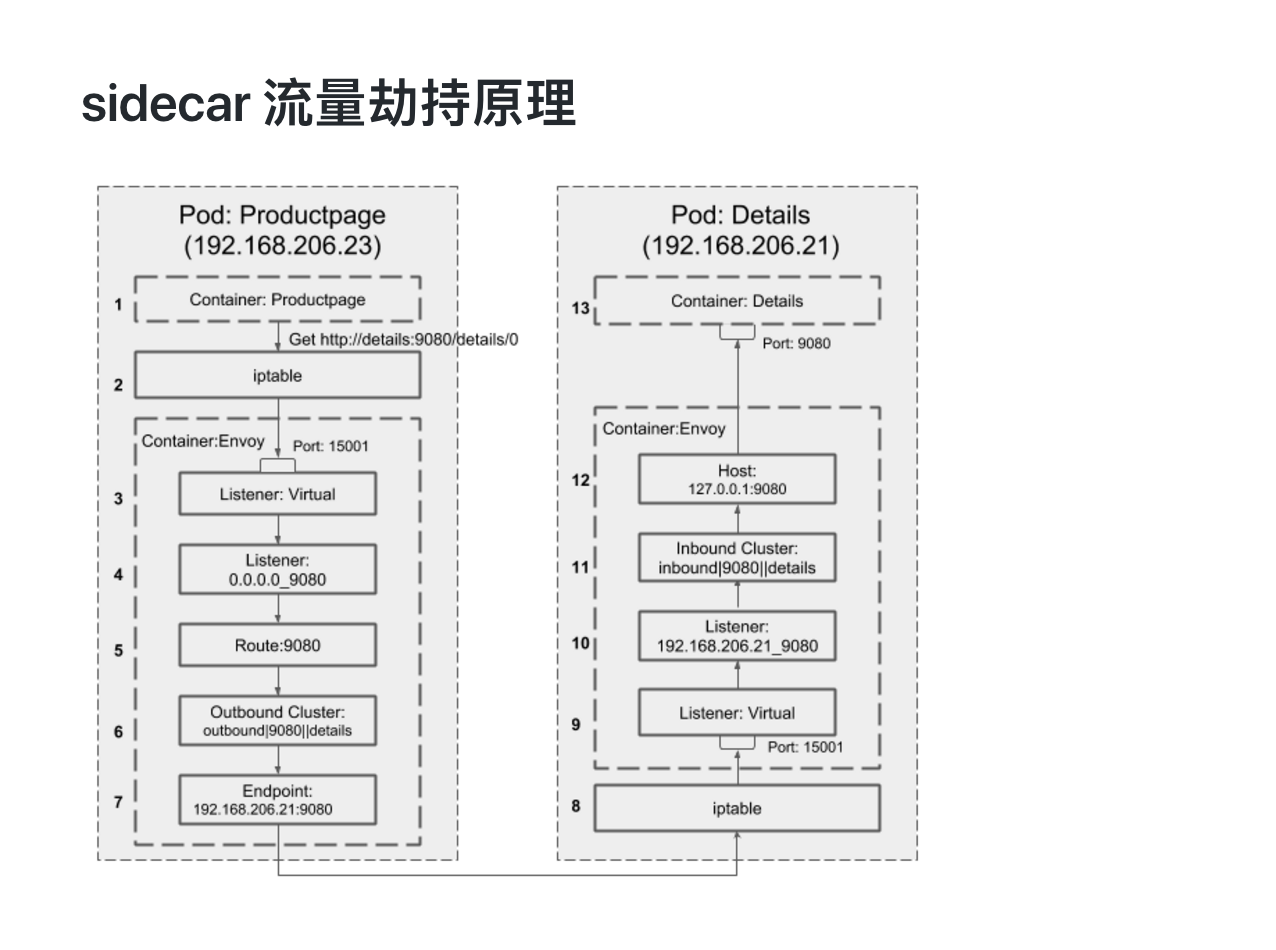 sidecar 流量劫持原理
Pod: Productpage
(192.168.206.23)
1
Container: Productpage
Get http://details:9080/details/0
2
iptable
Container:Envoy
Port: 15001
3
Listener: Virtual
4
Listener:
0.0.0.0_9080
5
Route:9080
6
Outbound Cluster:
outbound|9080||details
7
Endpoint:
192.168.206.21:9080
Pod: Details
(192.168.206.21)
13
Container: Details
Port: 9080
Container:Envoy
12
Host:
127.0.0.1:9080
11
Inbound Cluster:
inbound|9080||details
10
Listener:
192.168.206.21_9080
9
Listener: Virtual
Port: 15001
8
iptable